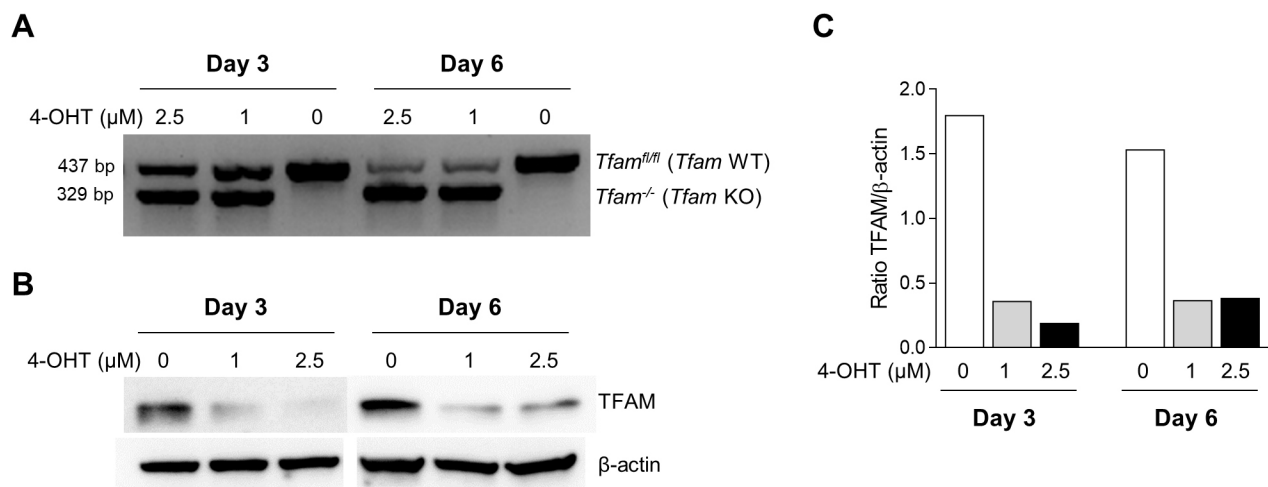 A
Day 3 Day 6
4-OHT (µM) 2.5 1 0 2.5 1 0
437 bp Tfam^fl/fl (Tfam WT)
329 bp Tfam^-/- (Tfam KO)
B
Day 3 Day 6
4-OHT (µM) 0 1 2.5 0 1 2.5
TFAM
β-actin
C
Ratio TFAM/β-actin
2.0
1.5
1.0
0.5
0.0
4-OHT (µM) 0 1 2.5 0 1 2.5
Day 3 Day 6